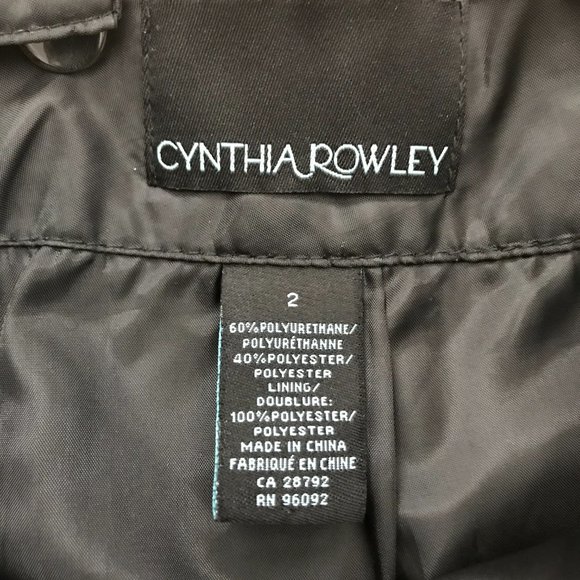 CYNTHIA ROWLEY
2
60%POLYURETHANE/
POLYURÉTHANNE
40%POLYESTER/
POLYESTER
LINING/
DOUBLURE:
100%POLYESTER/
POLYESTER
MADE IN CHINA
FABRIQUÉ EN CHINE
CA 28792
RN 96092